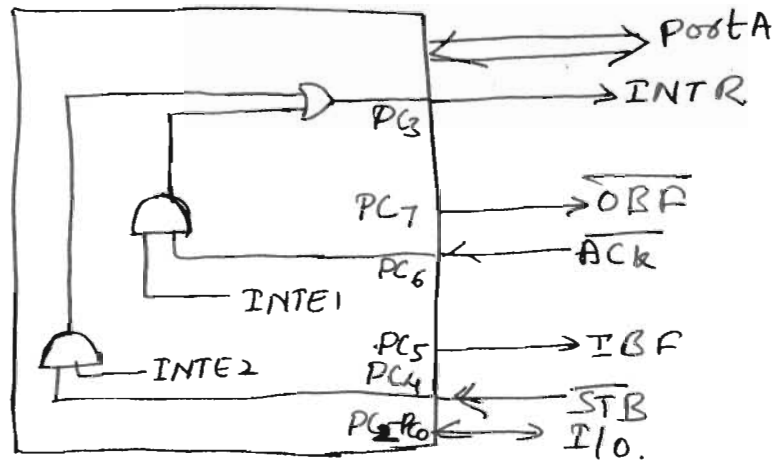 PortA
PC3 INTR
PC7 OBF
PC6 ACK
INTE1
PC5 IBF
INTE2
PC4 STB
PC2-PC0 I/O.